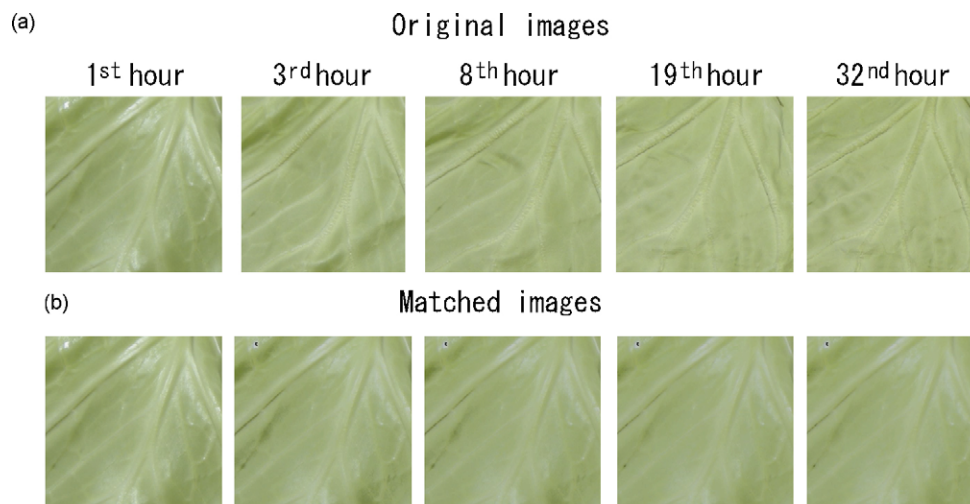 (a)
Original images
1st hour
3rd hour
8th hour
19th hour
32nd hour
(b)
Matched images